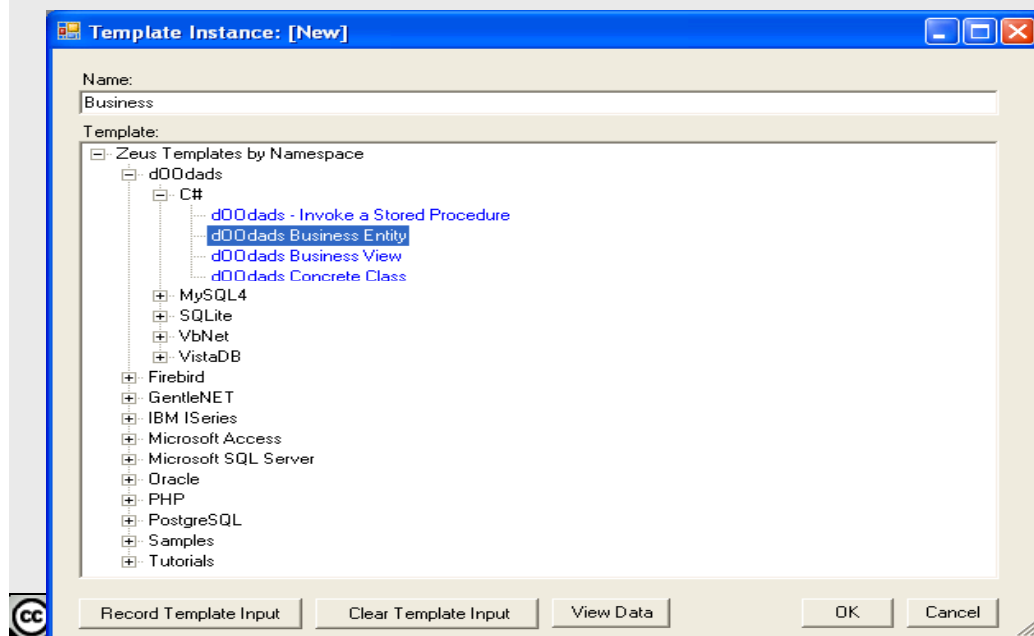 Template Instance: [New]
Name:
Business
Template:
Zeus Templates by Namespace
dOOdads
C#
dOOdads - Invoke a Stored Procedure
dOOdads Business Entity
dOOdads Business View
dOOdads Concrete Class
MySQL4
SQLite
VbNet
VistaDB
Firebird
GentleNET
IBM ISeries
Microsoft Access
Microsoft SQL Server
Oracle
PHP
PostgreSQL
Samples
Tutorials
cc
Record Template Input Clear Template Input View Data OK Cancel